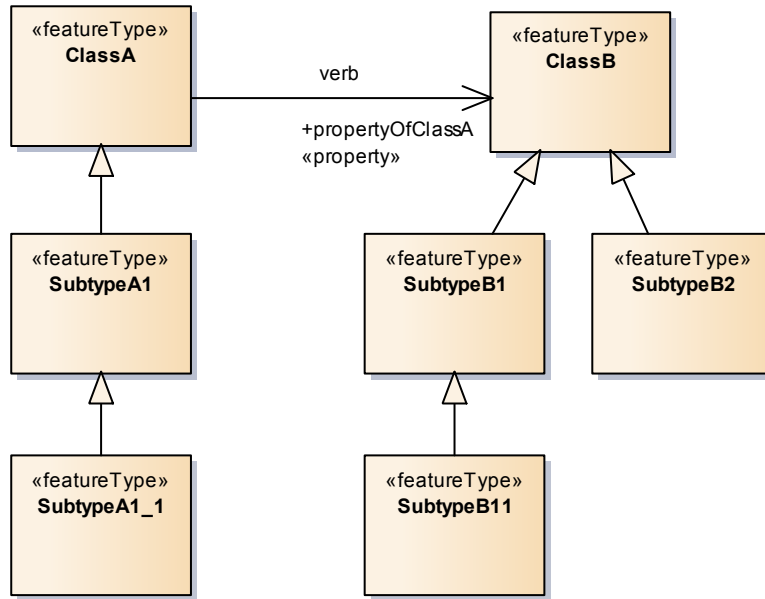 «featureType»
ClassA
verb
+propertyOfClassA
«property»
«featureType»
ClassB
«featureType»
SubtypeA1
«featureType»
SubtypeB1
«featureType»
SubtypeB2
«featureType»
SubtypeA1_1
«featureType»
SubtypeB11